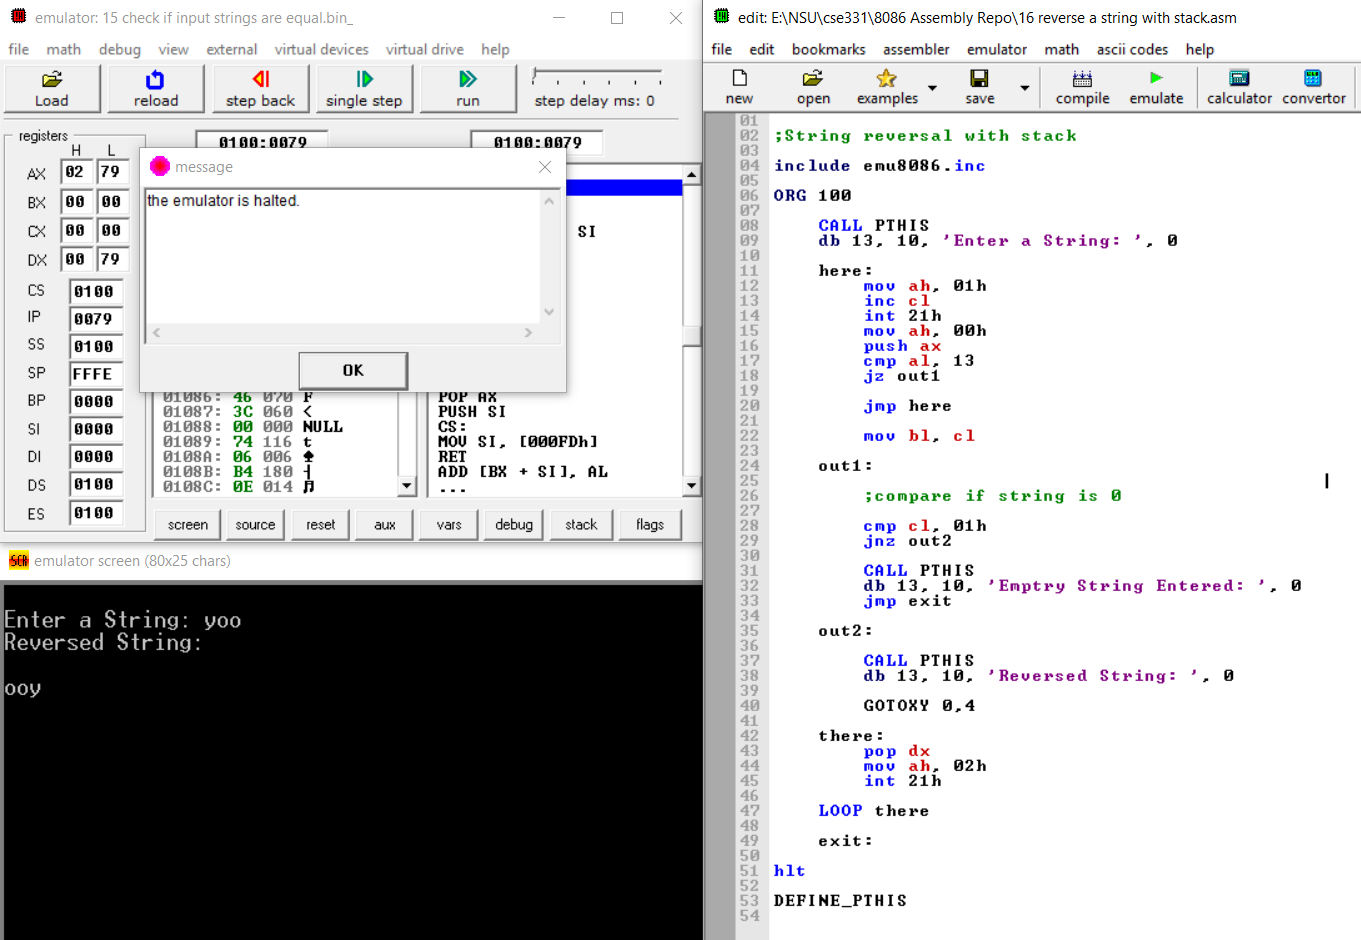 emulator: 15 check if input strings are equal.bin_
file math debug view external virtual devices virtual drive help
Load reload step back single step run step delay ms: 0
registers
H L
0100:0079 0100:0079
AX 02 79
BX 00 00
CX 00 00
DX 00 79
CS 0100
IP 0079
SS 0100
SP FFFE
BP 0000
SI 0000
DI 0000
DS 0100
ES 0100
message
the emulator is halted.
OK
SI
01086: 46 070 F
01087: 3C 060 <
01088: 00 000 NULL
01089: 74 116 t
0108A: 06 006 ♠
0108B: B4 180 ┤
0108C: 0E 014 ♫
POP AX
PUSH SI
CS:
MOV SI, [000FDh]
RET
ADD [BX + SI], AL
...
screen source reset aux vars debug stack flags
emulator screen (80x25 chars)
Enter a String: yoo
Reversed String:
ooy
edit: E:\NSU\cse331\8086 Assembly Repo\16 reverse a string with stack.asm
file edit bookmarks assembler emulator math ascii codes help
new open examples save compile emulate calculator convertor
01
02 ;String reversal with stack
03
04 include emu8086.inc
05
06 ORG 100
07
08 CALL PTHIS
09 db 13, 10, 'Enter a String: ', 0
10
11 here:
12 mov ah, 01h
13 inc cl
14 int 21h
15 mov ah, 00h
16 push ax
17 cmp al, 13
18 jz out1
19
20 jmp here
21
22 mov bl, cl
23
24 out1:
25
26 ;compare if string is 0
27
28 cmp cl, 01h
29 jnz out2
30
31 CALL PTHIS
32 db 13, 10, 'Emptry String Entered: ', 0
33 jmp exit
34
35 out2:
36
37 CALL PTHIS
38 db 13, 10, 'Reversed String: ', 0
39
40 GOTOXY 0,4
41
42 there:
43 pop dx
44 mov ah, 02h
45 int 21h
46
47 LOOP there
48
49 exit:
50
51 hlt
52
53 DEFINE_PTHIS
54